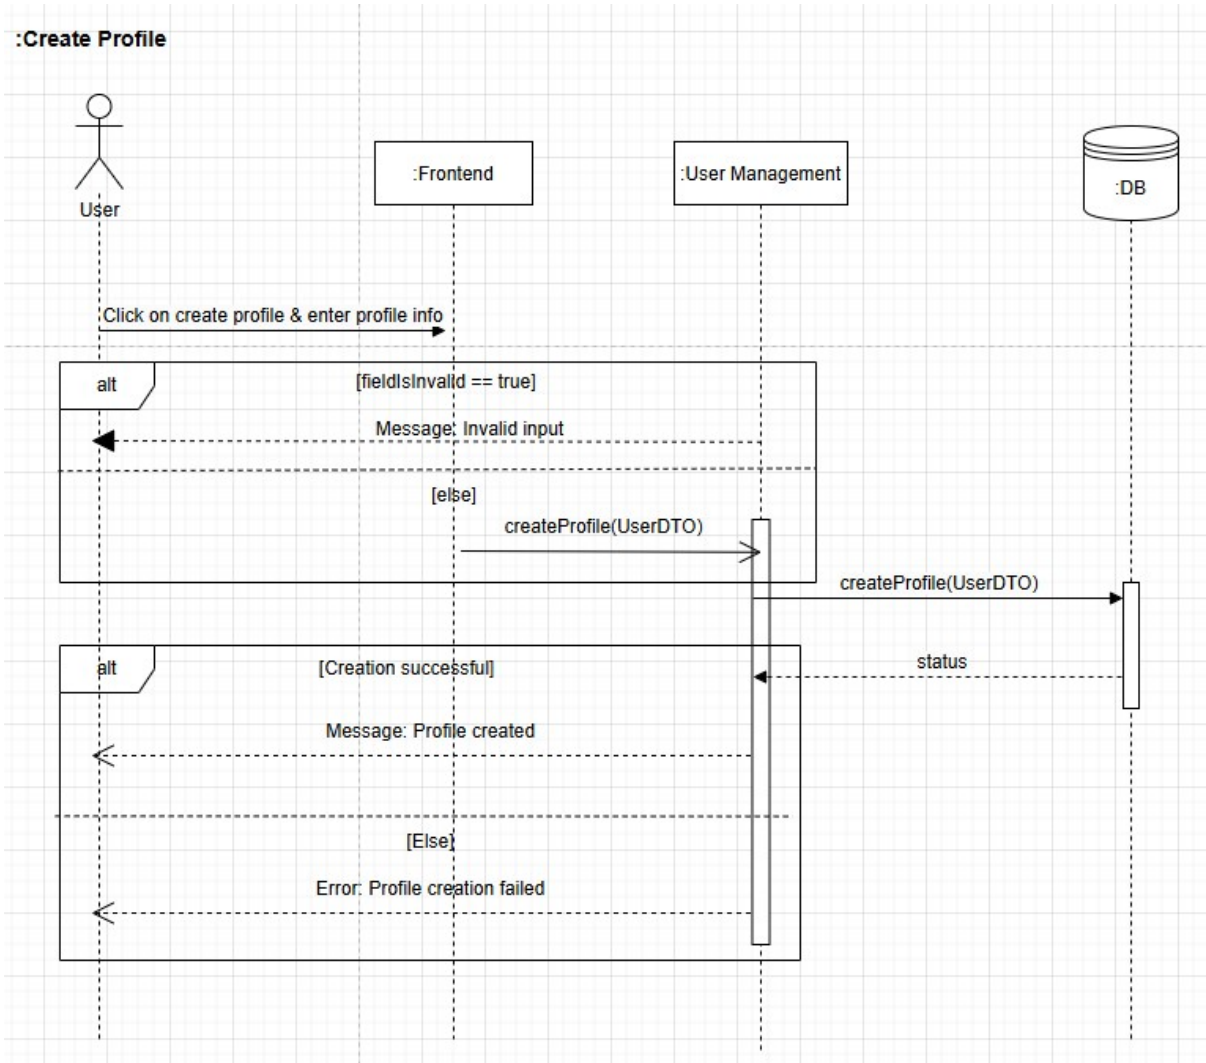 :Create Profile
:Frontend
:User Management
:DB
User
Click on create profile & enter profile info
alt
[fieldIsInvalid == true]
Message: Invalid input
[else]
createProfile(UserDTO)
createProfile(UserDTO)
alt
[Creation successful]
status
Message: Profile created
[Else]
Error: Profile creation failed